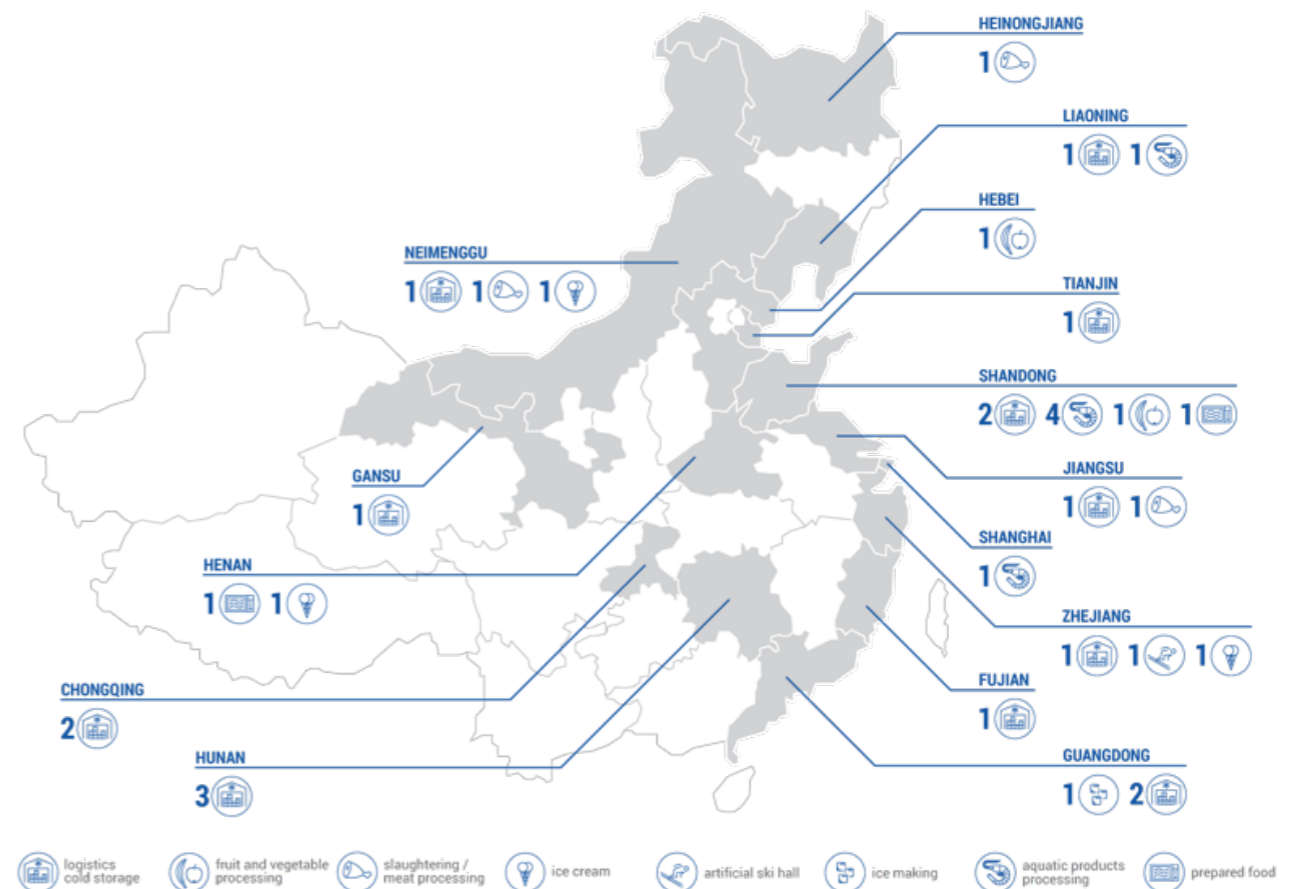 HEINONGJIANG
1
LIAONING
1 1
HEBEI
1
NEIMENGGU
1 1 1
TIANJIN
1
SHANDONG
2 4 1 1
GANSU
1
JIANGSU
1 1
SHANGHAI
1
HENAN
1 1
ZHEJIANG
1 1 1
CHONGQING
2
FUJIAN
1
HUNAN
3
GUANGDONG
1 2
logistics
cold storage
fruit and vegetable
processing
slaughtering /
meat processing
ice cream
artificial ski hall
ice making
aquatic products
processing
prepared food